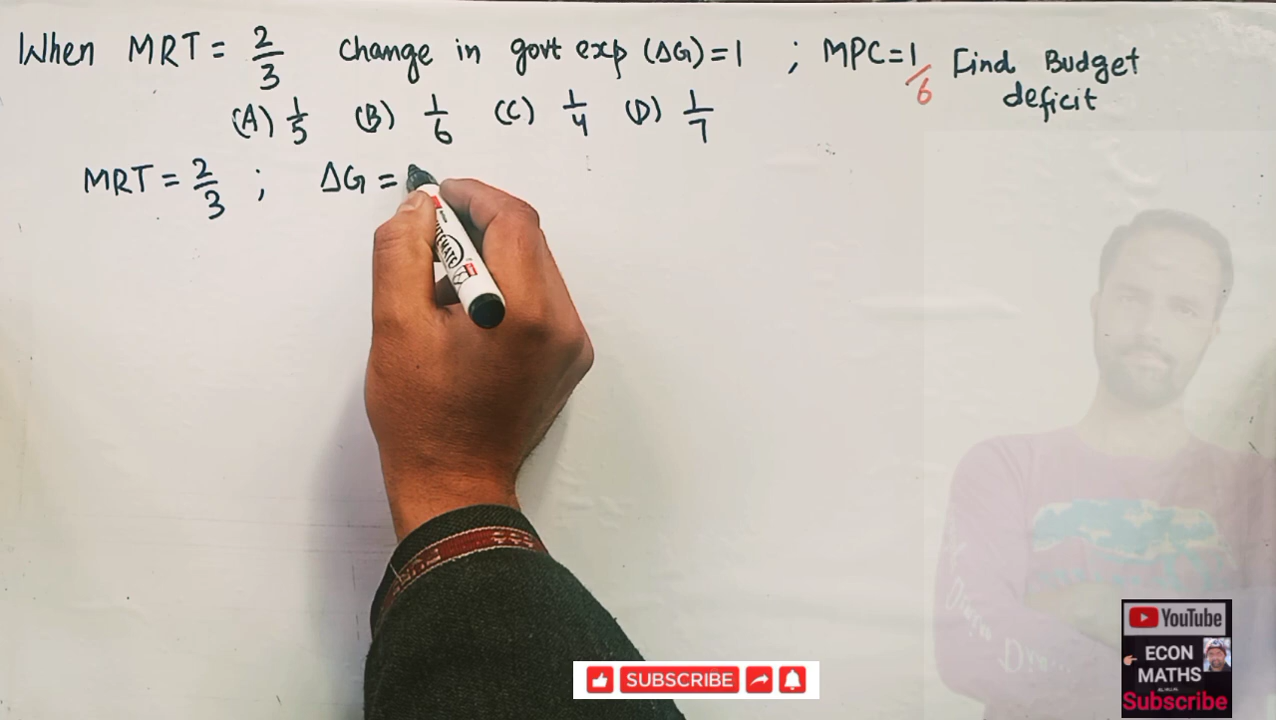 When MRT = 2/3 change in govt exp (ΔG) = 1 ; MPC = 1/6 Find Budget deficit
(A) 1/5 (B) 1/6 (C) 1/4 (D) 1/7
MRT = 2/3 ; ΔG =
SUBSCRIBE
YouTube
ECON
MATHS
Subscribe